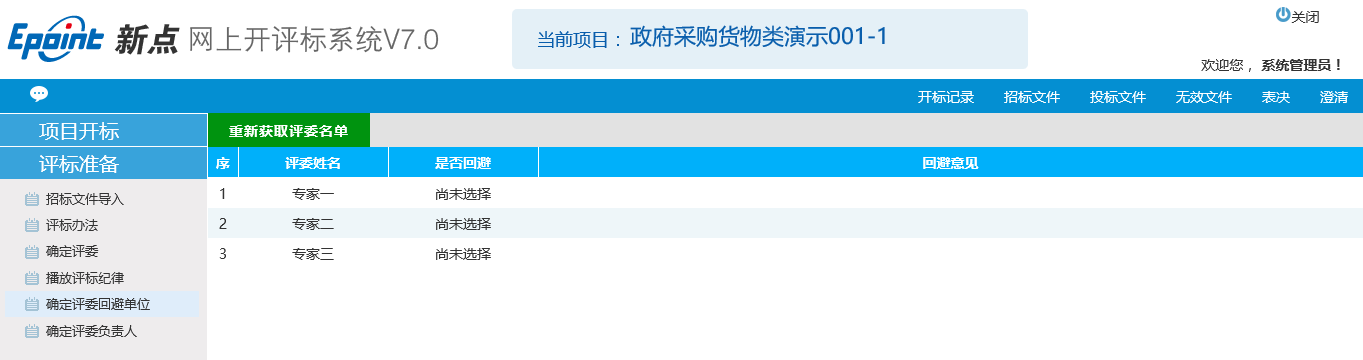 Epoint 新点 网上开评标系统V7.0
当前项目： 政府采购货物类演示001-1
关闭
欢迎您， 系统管理员！
开标记录 招标文件 投标文件 无效文件 表决 澄清
项目开标
评标准备
招标文件导入
评标办法
确定评委
播放评标纪律
确定评委回避单位
确定评委负责人
重新获取评委名单
序 评委姓名 是否回避 回避意见
1 专家一 尚未选择
2 专家二 尚未选择
3 专家三 尚未选择